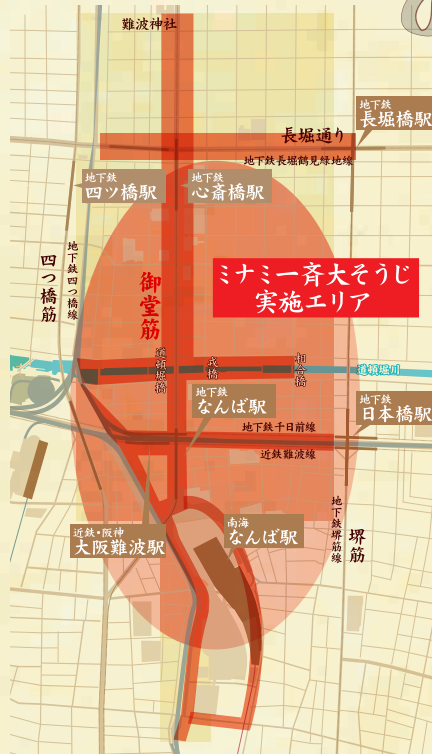 難波神社
地下鉄
長堀橋駅
長堀通り
地下鉄長堀鶴見緑地線
地下鉄
四ツ橋駅
地下鉄
心斎橋駅
四つ橋筋
地下鉄四つ橋線
御堂筋
ミナミ一斉大そうじ
実施エリア
道頓堀橋
戎橋
相合橋
道頓堀川
地下鉄
なんば駅
地下鉄
日本橋駅
地下鉄千日前線
近鉄難波線
近鉄・阪神
大阪難波駅
南海
なんば駅
地下鉄堺筋線
堺筋